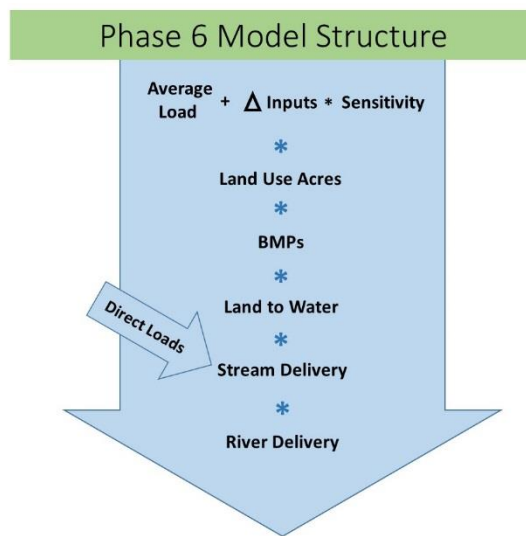 Phase 6 Model Structure
Average Load + Δ Inputs * Sensitivity
*
Land Use Acres
*
BMPs
*
Land to Water
*
Direct Loads
Stream Delivery
*
River Delivery